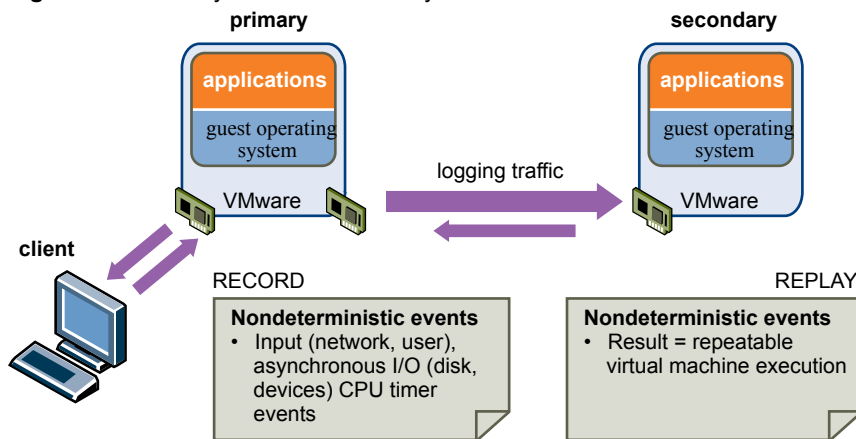 primary
secondary
applications
guest operating
system
VMware
applications
guest operating
system
VMware
logging traffic
client
RECORD
Nondeterministic events
• Input (network, user),
asynchronous I/O (disk,
devices) CPU timer
events
REPLAY
Nondeterministic events
• Result = repeatable
virtual machine execution